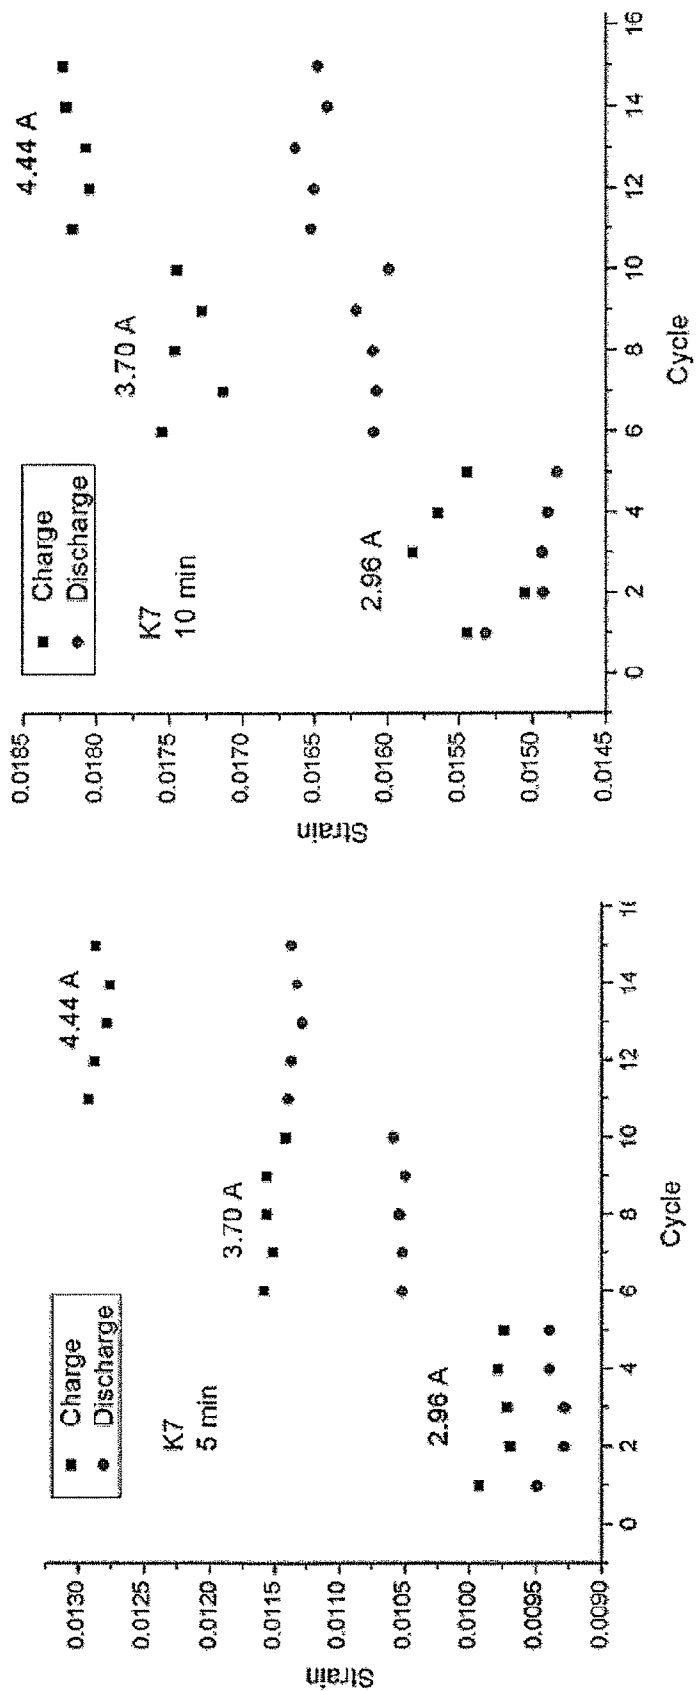 0.0130
0.0125
0.0120
0.0115
0.0110
0.0105
0.0100
0.0095
0.0090
Strain
Charge
Discharge
K7
5 min
2.96 A
3.70 A
4.44 A
0 2 4 6 8 10 12 14
Cycle
0.0185
0.0180
0.0175
0.0170
0.0165
0.0160
0.0155
0.0150
0.0145
Strain
Charge
Discharge
K7
10 min
2.96 A
3.70 A
4.44 A
0 2 4 6 8 10 12 14 16
Cycle